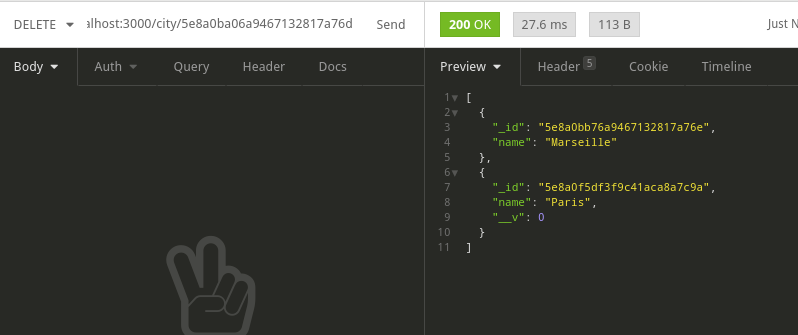 DELETE alhost:3000/city/5e8a0ba06a9467132817a76d Send 200 OK 27.6 ms 113 B Just N
Body Auth Query Header Docs Preview Header 5 Cookie Timeline
1 [
2 {
3 "_id": "5e8a0bb76a9467132817a76e",
4 "name": "Marseille"
5 },
6 {
7 "_id": "5e8a0f5df3f9c41aca8a7c9a",
8 "name": "Paris",
9 "__v": 0
10 }
11 ]